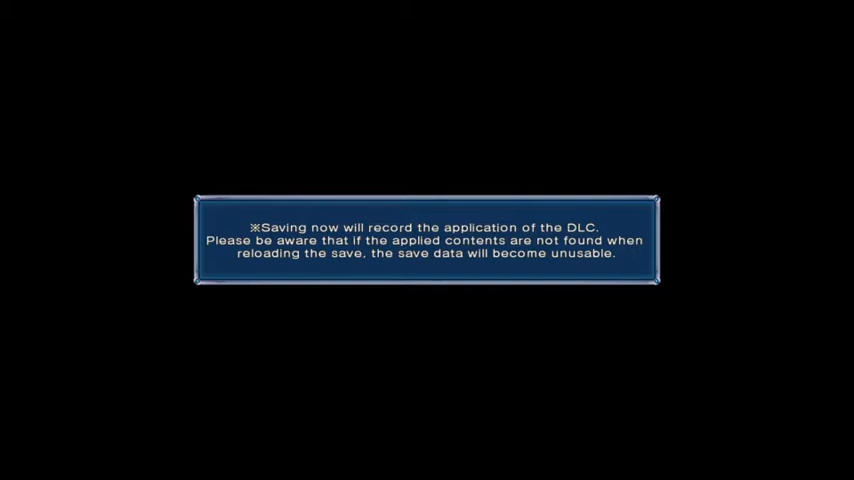 ※Saving now will record the application of the DLC.
Please be aware that if the applied contents are not found when
reloading the save, the save data will become unusable.